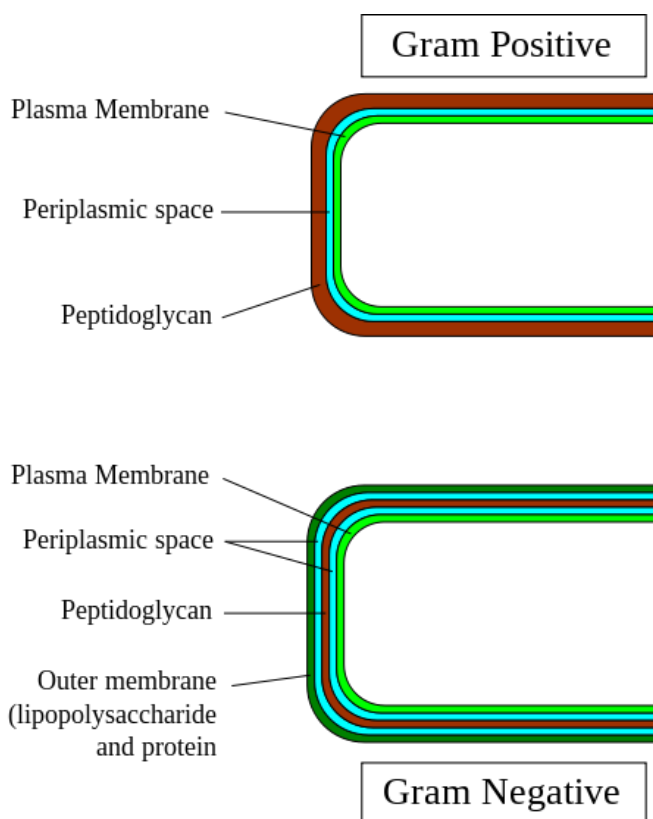 Gram Positive
Plasma Membrane
Periplasmic space
Peptidoglycan
Plasma Membrane
Periplasmic space
Peptidoglycan
Outer membrane
(lipopolysaccharide
and protein
Gram Negative